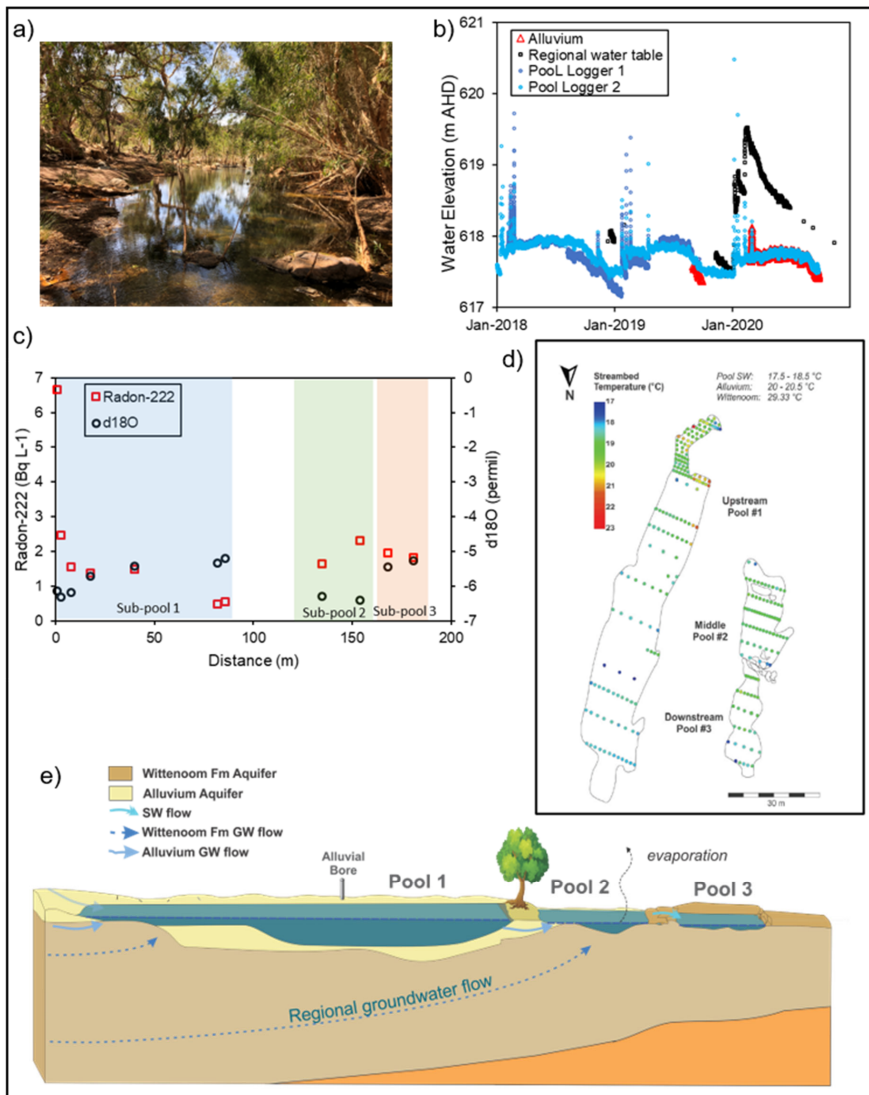 a)
b)
621
620
619
618
617
Water Elevation (m AHD)
Alluvium
Regional water table
PooL Logger 1
Pool Logger 2
Jan-2018
Jan-2019
Jan-2020
c)
7
6
5
4
3
2
1
0
Radon-222 (Bq L-1)
Radon-222
d18O
0
-1
-2
-3
-4
-5
-6
-7
d18O (permil)
Sub-pool 1
Sub-pool 2
Sub-pool 3
0
50
100
150
200
Distance (m)
d)
N
Streambed
Temperature (°C)
17
18
19
20
21
22
23
Pool SW: 17.5 - 18.5 °C
Alluvium: 20 - 20.5 °C
Wittenoom: 29.33 °C
Upstream
Pool #1
Middle
Pool #2
Downstream
Pool #3
30 m
e)
Wittenoom Fm Aquifer
Alluvium Aquifer
SW flow
Wittenoom Fm GW flow
Alluvium GW flow
Alluvial
Bore
Pool 1
Pool 2
evaporation
Pool 3
Regional groundwater flow